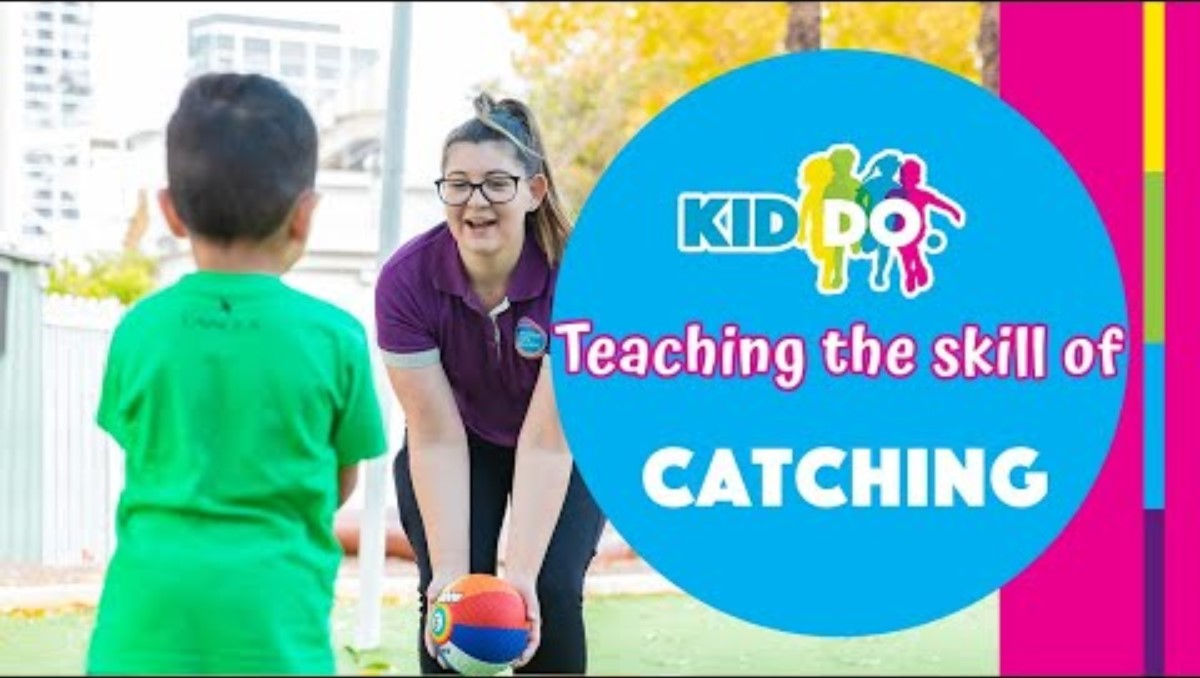 KIDDO
Teaching the skill of
CATCHING